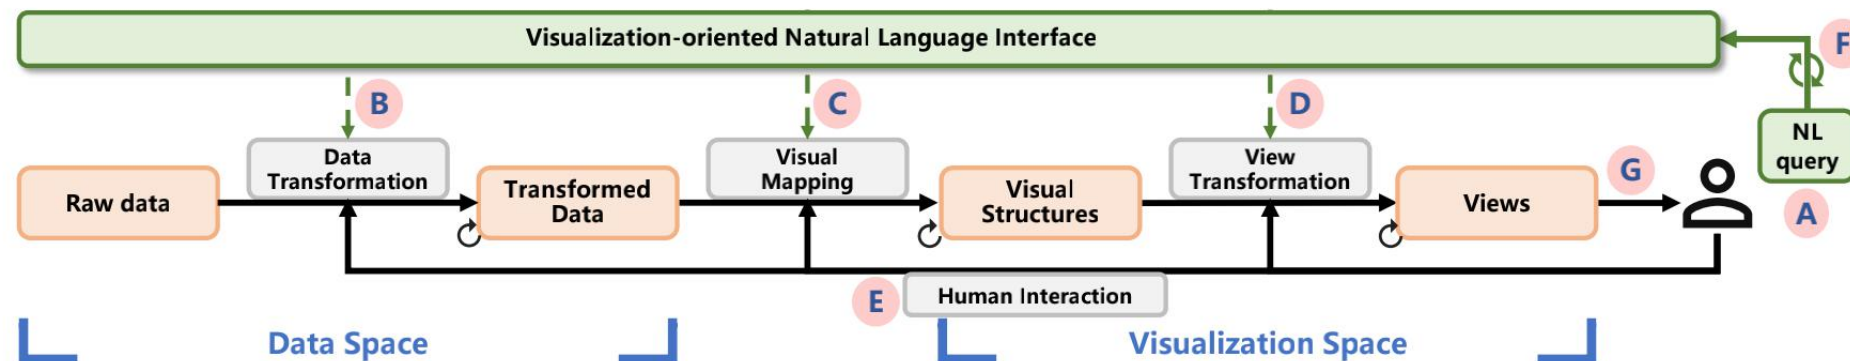 Visualization-oriented Natural Language Interface
F
B
C
D
NL
query
Data
Transformation
Visual
Mapping
View
Transformation
G
Raw data
Transformed
Data
Visual
Structures
Views
A
E
Human Interaction
Data Space
Visualization Space